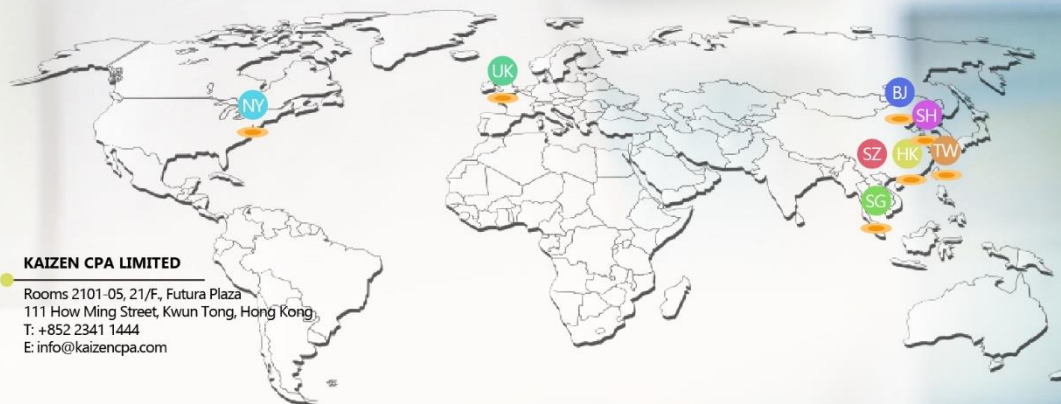 UK
NY
BJ
SH
SZ
HK
TW
SG
KAIZEN CPA LIMITED
Rooms 2101-05, 21/F., Futura Plaza
111 How Ming Street, Kwun Tong, Hong Kong
T: +852 2341 1444
E: info@kaizencpa.com